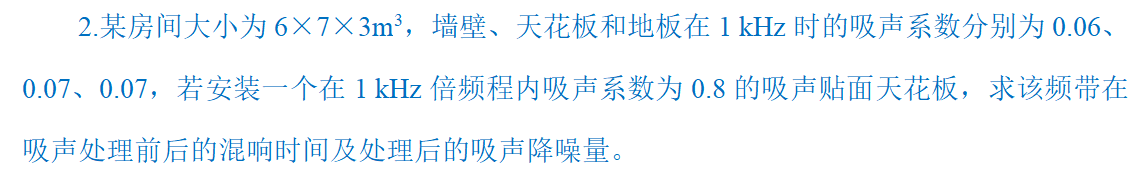 2.某房间大小为 6×7×3m³，墙壁、天花板和地板在 1 kHz 时的吸声系数分别为 0.06、
0.07、0.07，若安装一个在 1 kHz 倍频程内吸声系数为 0.8 的吸声贴面天花板，求该频带在
吸声处理前后的混响时间及处理后的吸声降噪量。